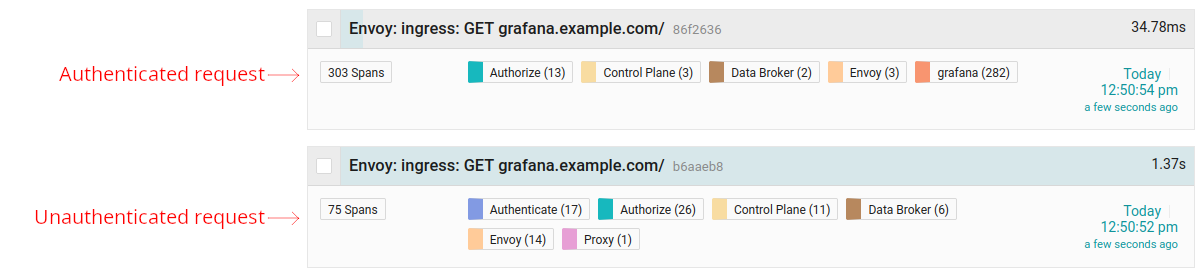 Envoy: ingress: GET grafana.example.com/ 86f2636 34.78ms
Authenticated request
303 Spans Authorize (13) Control Plane (3) Data Broker (2) Envoy (3) grafana (282) Today
12:50:54 pm
a few seconds ago
Envoy: ingress: GET grafana.example.com/ b6aaeb8 1.37s
Unauthenticated request
75 Spans Authenticate (17) Authorize (26) Control Plane (11) Data Broker (6) Today
12:50:52 pm
Envoy (14) Proxy (1)
a few seconds ago